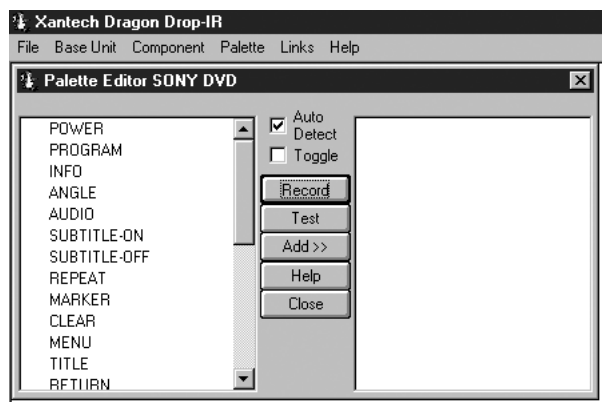 Xantech Dragon Drop-IR
File Base Unit Component Palette Links Help
Palette Editor SONY DVD
POWER
PROGRAM
INFO
ANGLE
AUDIO
SUBTITLE-ON
SUBTITLE-OFF
REPEAT
MARKER
CLEAR
MENU
TITLE
RETURN
Auto
Detect
Toggle
Record
Test
Add >>
Help
Close